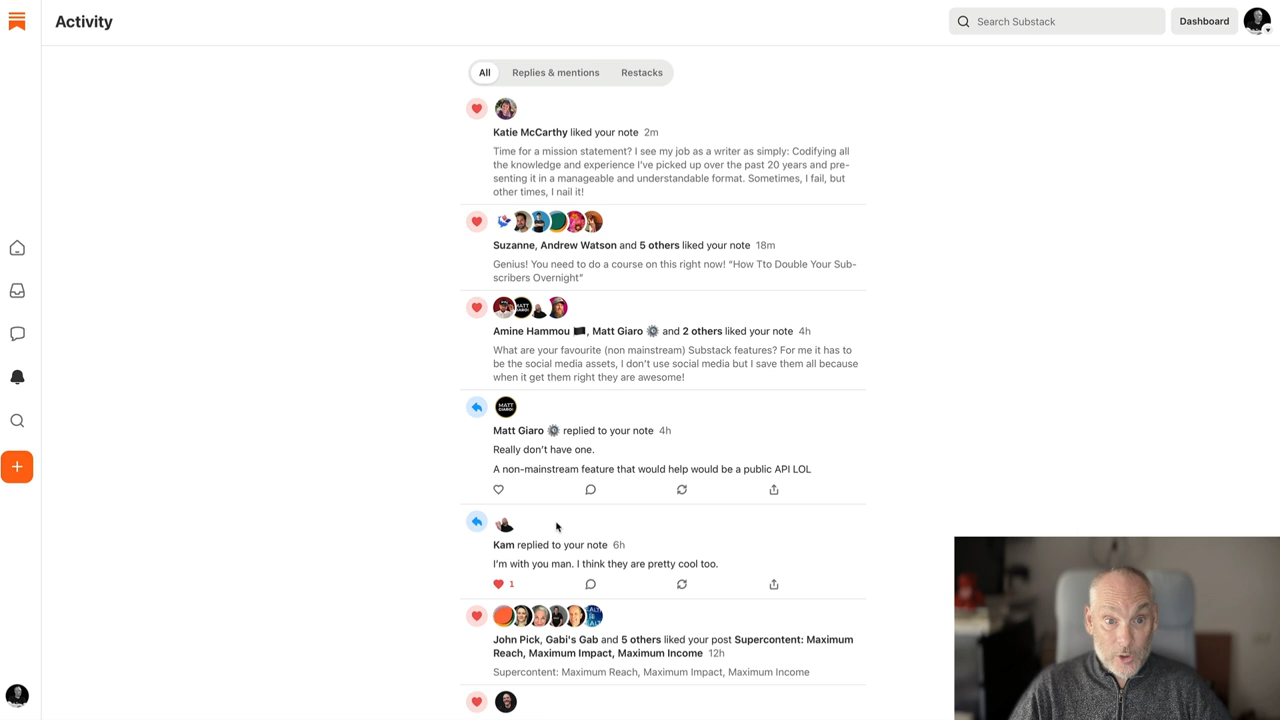 Activity
Search Substack
Dashboard
All
Replies & mentions
Restacks
Katie McCarthy liked your note 2m
Time for a mission statement? I see my job as a writer as simply: Codifying all
the knowledge and experience I've picked up over the past 20 years and pre-
senting it in a manageable and understandable format. Sometimes, I fail, but
other times, I nail it!
Suzanne, Andrew Watson and 5 others liked your note 18m
Genius! You need to do a course on this right now! “How Tto Double Your Sub-
scribers Overnight”
MATT
Amine Hammou 🏴, Matt Giaro ⚙️ and 2 others liked your note 4h
What are your favourite (non mainstream) Substack features? For me it has to
be the social media assets, I don't use social media but I save them all because
when it get them right they are awesome!
MATT
GIARO!
Matt Giaro ⚙️ replied to your note 4h
Really don't have one.
A non-mainstream feature that would help would be a public API LOL
Kam replied to your note 6h
I'm with you man. I think they are pretty cool too.
1
John Pick, Gabi's Gab and 5 others liked your post Supercontent: Maximum
Reach, Maximum Impact, Maximum Income 12h
Supercontent: Maximum Reach, Maximum Impact, Maximum Income